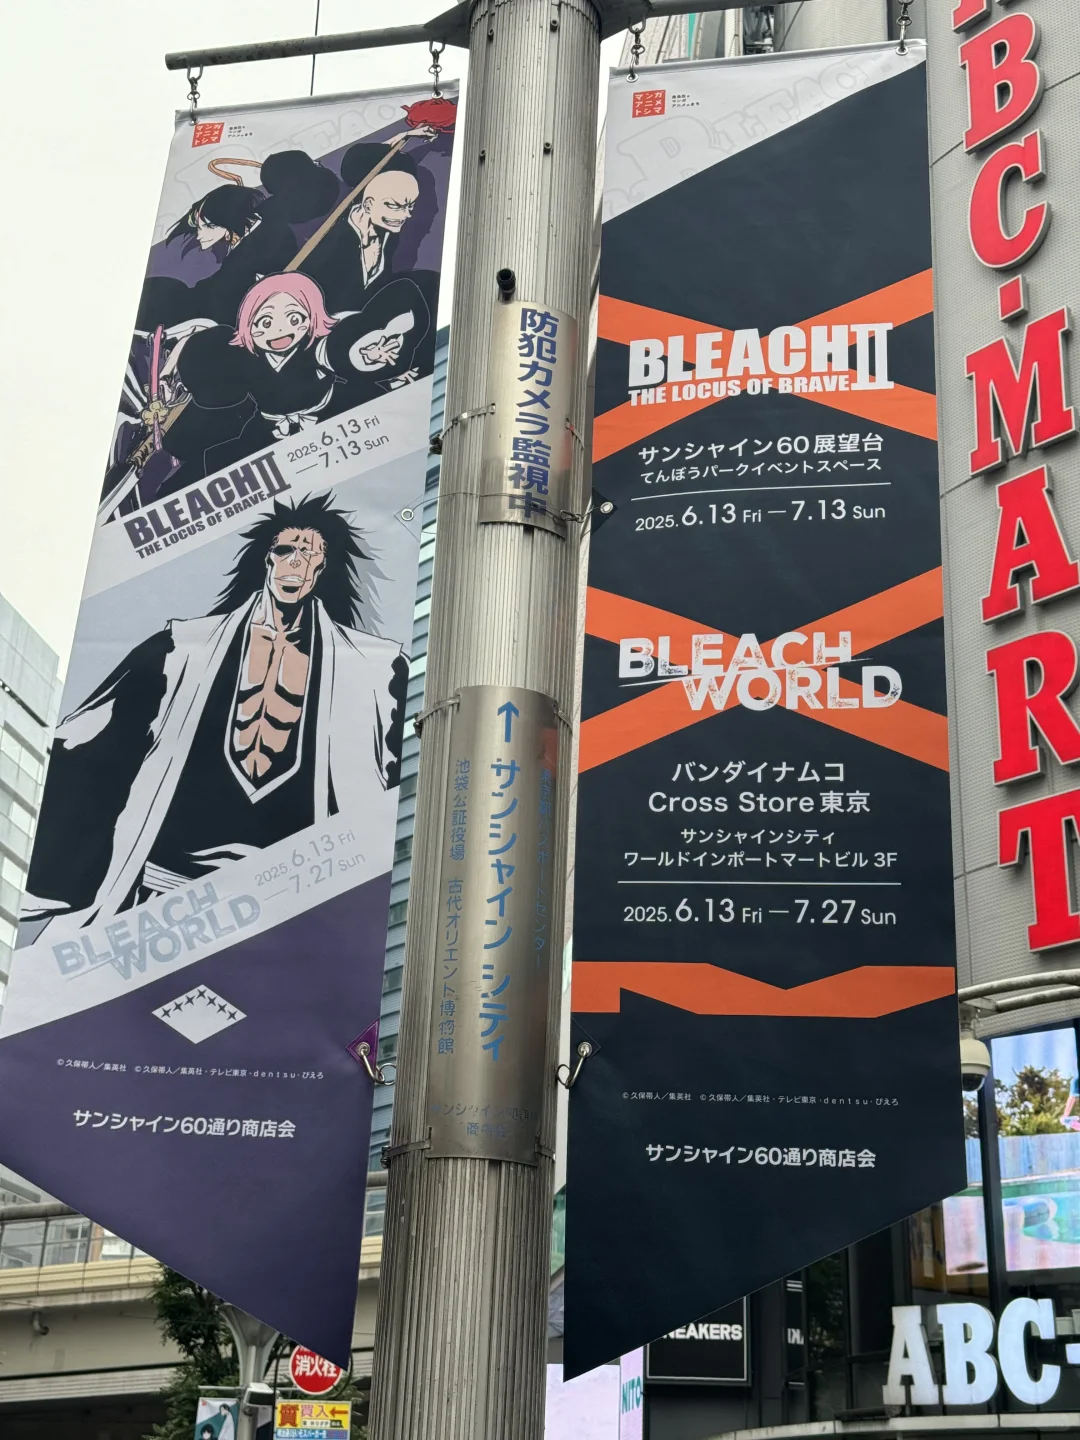 マンガ
アニメ
トシマ
2025.6.13 Fri
—7.13 Sun
BLEACH II
THE LOCUS OF BRAVE
2025.6.13 Fri
—7.27 Sun
BLEACH
WORLD
©久保帯人／集英社 ©久保帯人／集英社・テレビ東京・dentsu・ぴえろ
サンシャイン60通り商店会
防犯カメラ監視中
↑サンシャインシティ
池袋公証役場 古代オリエント博物館
BLEACH II
THE LOCUS OF BRAVE
サンシャイン60展望台
てんぼうパークイベントスペース
2025.6.13 Fri — 7.13 Sun
BLEACH
WORLD
バンダイナムコ
Cross Store 東京
サンシャインシティ
ワールドインポートマートビル 3F
2025.6.13 Fri — 7.27 Sun
©久保帯人／集英社 ©久保帯人／集英社・テレビ東京・dentsu・ぴえろ
サンシャイン60通り商店会
BC-MART
ABC-
NEAKERS
NITO
消火栓
質 買入